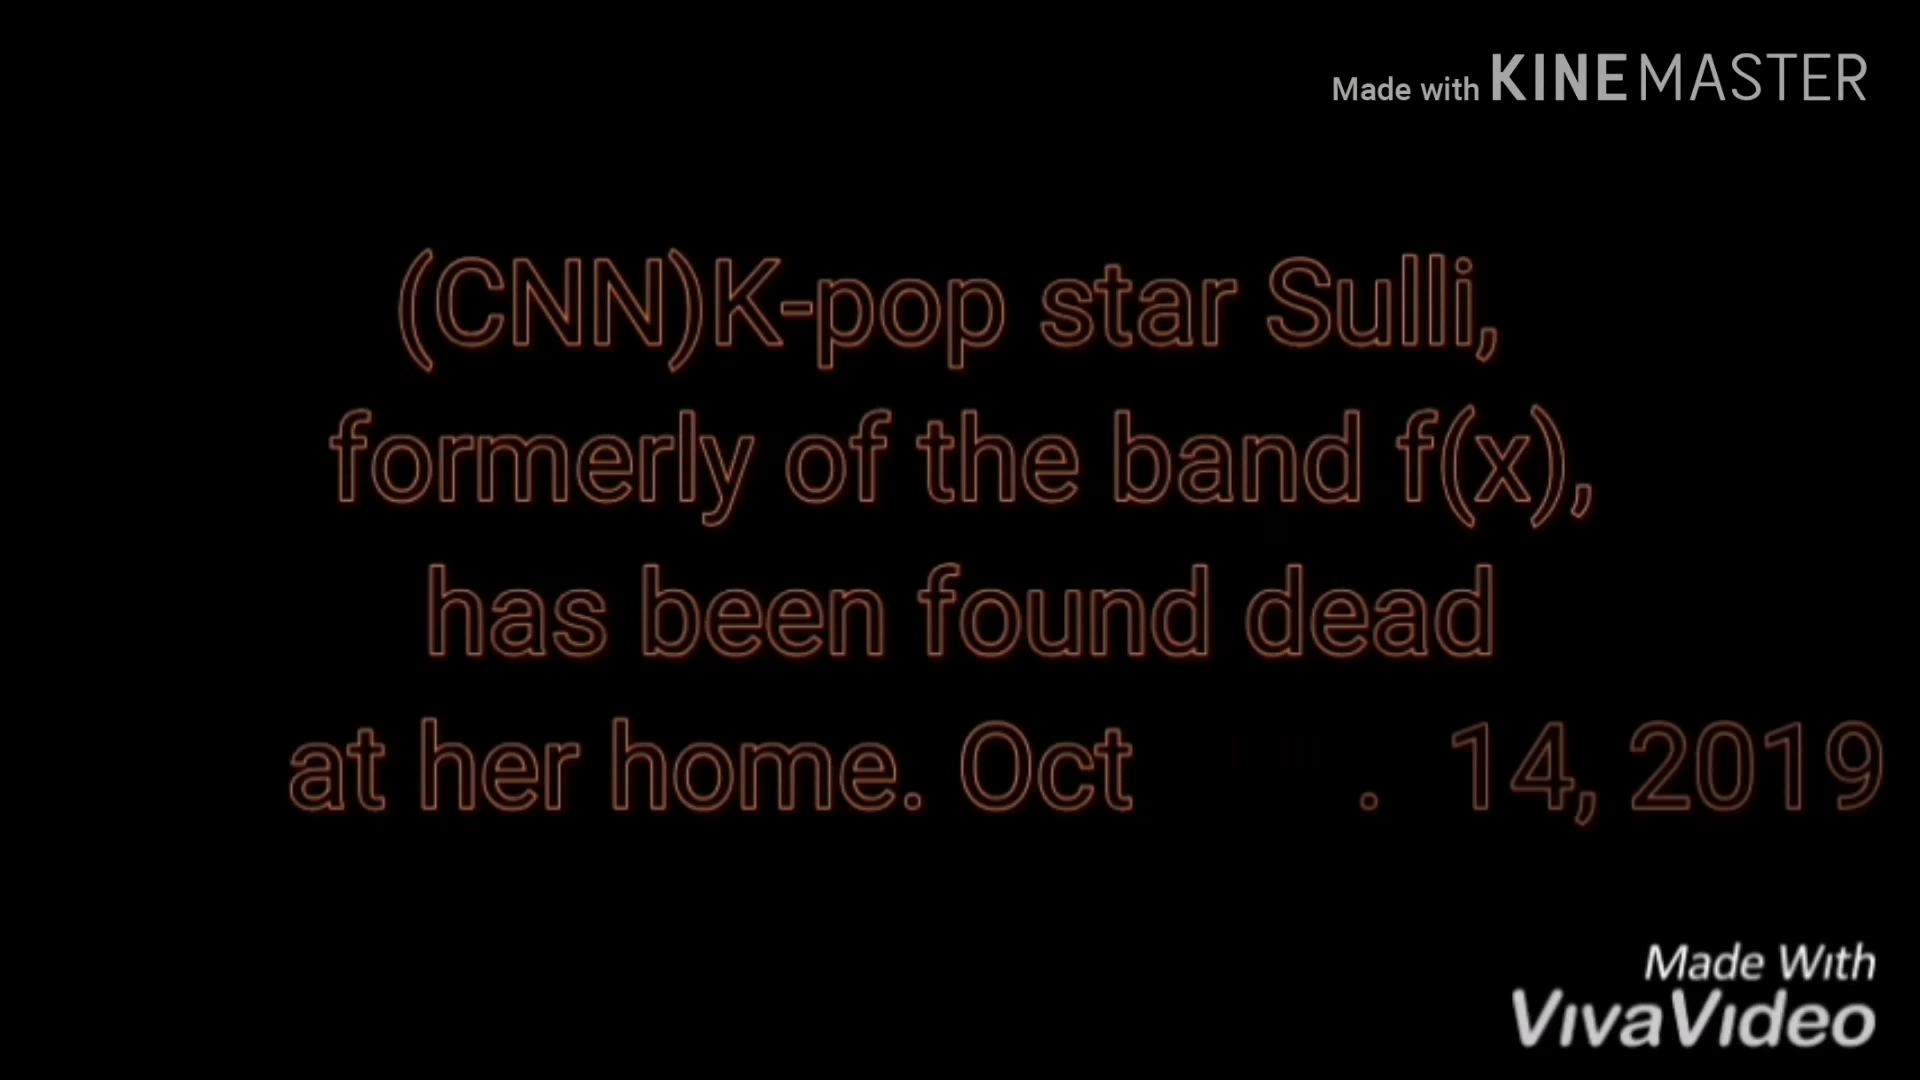 Made with KINEMASTER
(CNN)K-pop star Sulli,
formerly of the band f(x),
has been found dead
at her home. Oct . 14, 2019
Made With
VivaVideo